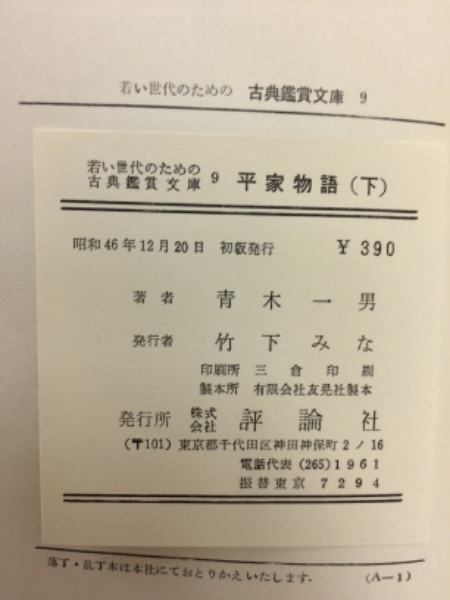 若い世代のための 古典鑑賞文庫 9
若い世代のための
古典鑑賞文庫 9 平家物語(下)
昭和46年12月20日 初版発行 ¥390
著者 青木一男
発行者 竹下みな
印刷所 三倉印刷
製本所 有限会社友晃社製本
発行所 株式会社 評論社
(〒101) 東京都千代田区神田神保町2ノ16
電話代表(265)1961
振替東京 7294
落丁・乱丁本は本社にておとりかえいたします. (A-1)